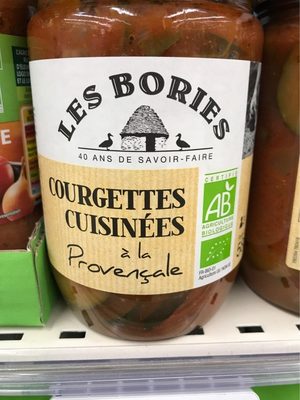 LES BORIES
40 ANS DE SAVOIR-FAIRE
COURGETTES
CUISINÉES
à la
Provençale
CERTIFIÉ
AB
AGRICULTURE
BIOLOGIQUE